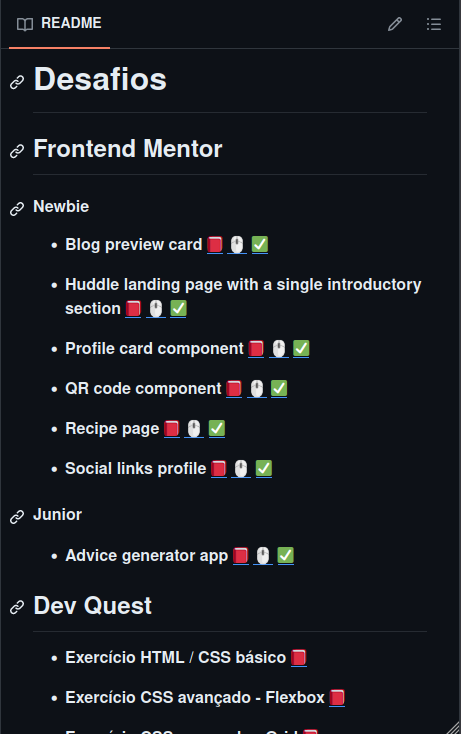 README
Desafios
Frontend Mentor
Newbie
Blog preview card 📕 🖱️ ✅
Huddle landing page with a single introductory
section 📕 🖱️ ✅
Profile card component 📕 🖱️ ✅
QR code component 📕 🖱️ ✅
Recipe page 📕 🖱️ ✅
Social links profile 📕 🖱️ ✅
Junior
Advice generator app 📕 🖱️ ✅
Dev Quest
Exercício HTML / CSS básico 📕
Exercício CSS avançado - Flexbox 📕